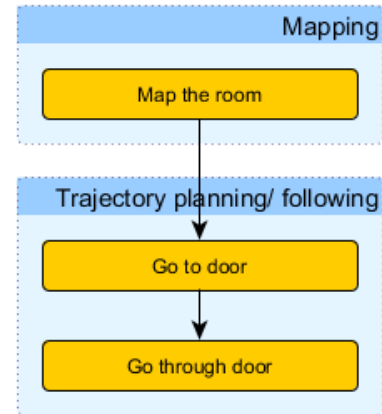 Mapping
Map the room
Trajectory planning/ following
Go to door
Go through door